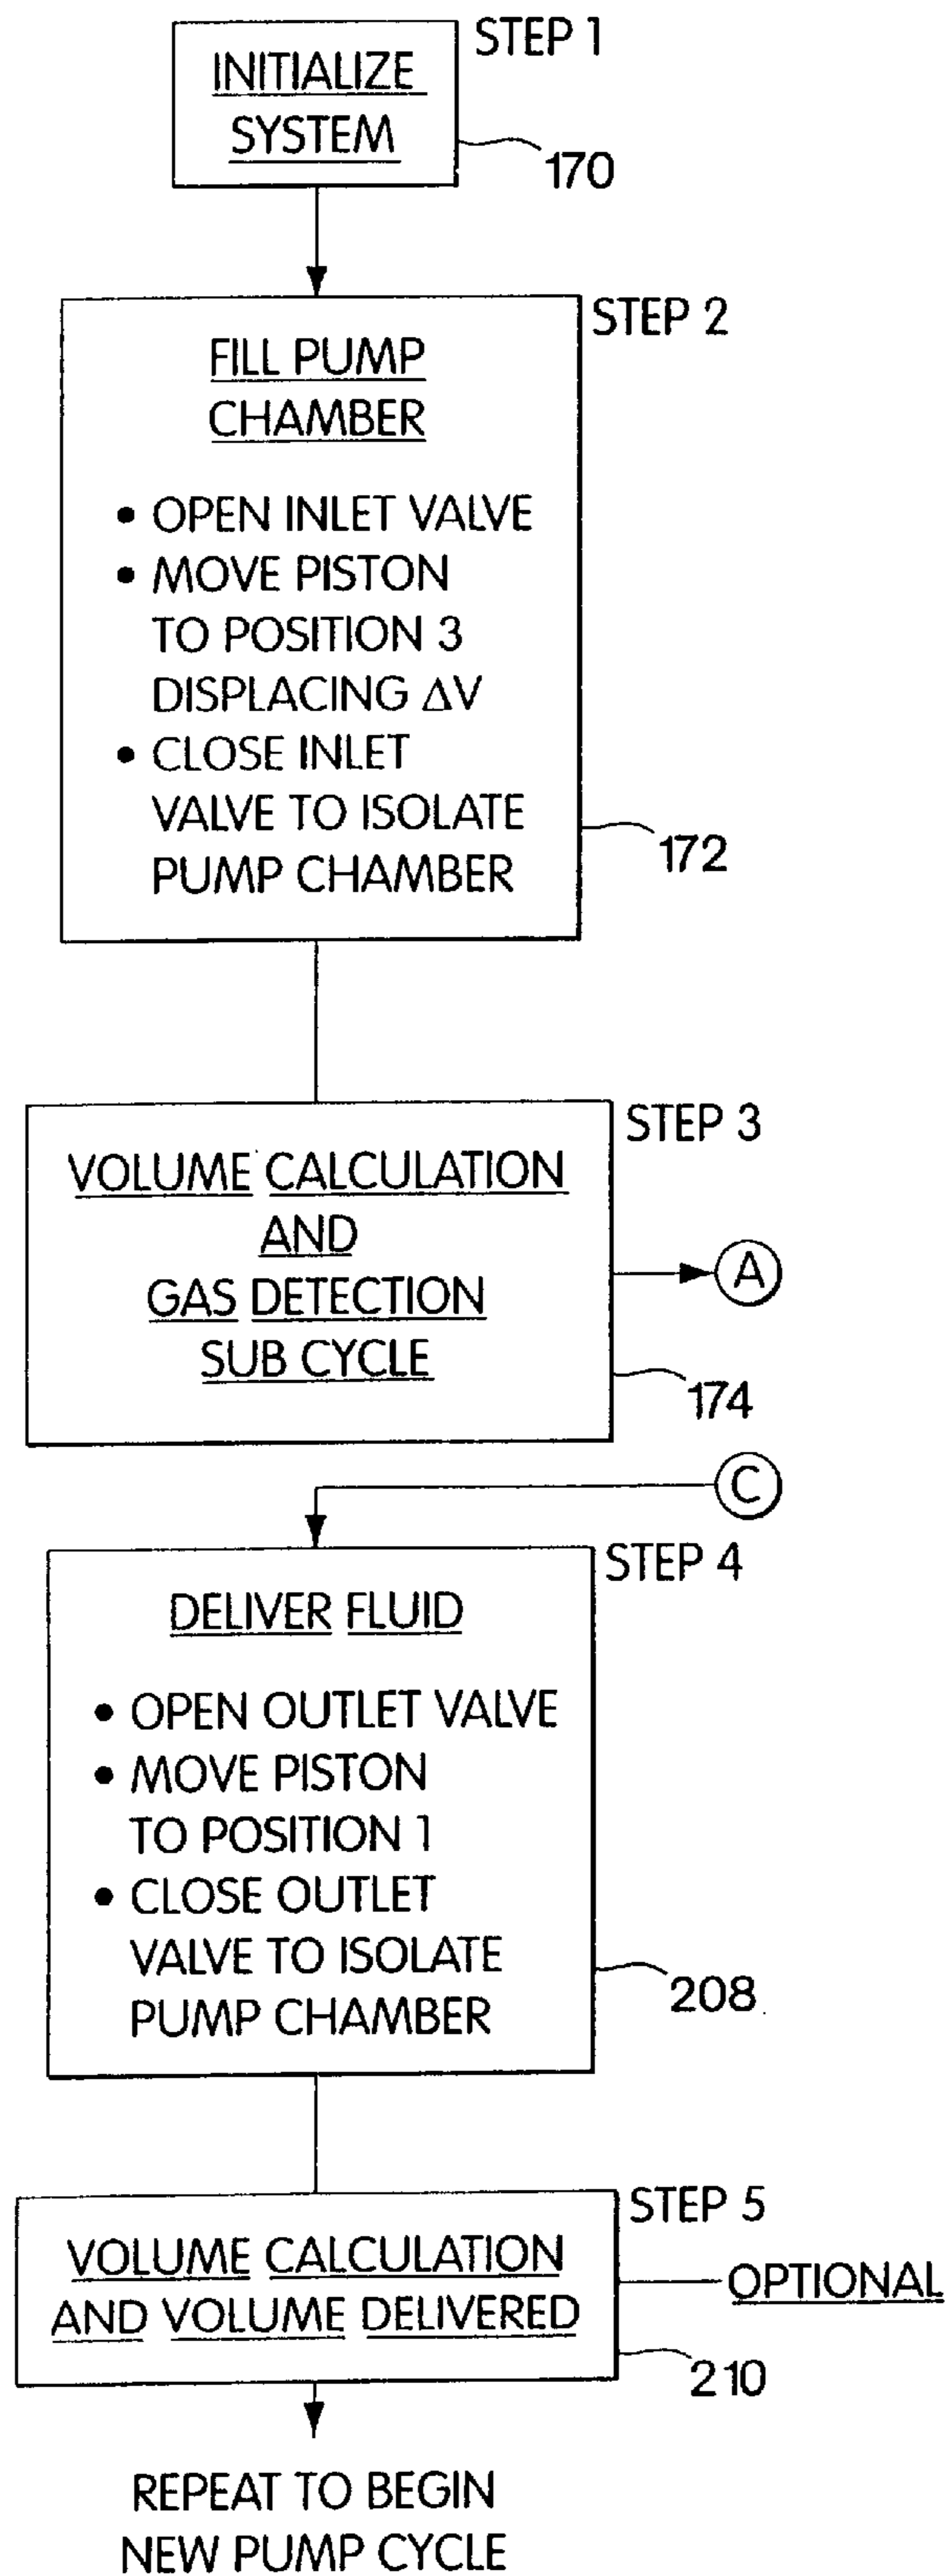 STEP 1
INITIALIZE
SYSTEM
170
STEP 2
FILL PUMP
CHAMBER
• OPEN INLET VALVE
• MOVE PISTON
TO POSITION 3
DISPLACING ΔV
• CLOSE INLET
VALVE TO ISOLATE
PUMP CHAMBER
172
STEP 3
VOLUME CALCULATION
AND
GAS DETECTION
SUB CYCLE
A
174
C
STEP 4
DELIVER FLUID
• OPEN OUTLET VALVE
• MOVE PISTON
TO POSITION 1
• CLOSE OUTLET
VALVE TO ISOLATE
PUMP CHAMBER
208
STEP 5
VOLUME CALCULATION
AND VOLUME DELIVERED
OPTIONAL
210
REPEAT TO BEGIN
NEW PUMP CYCLE